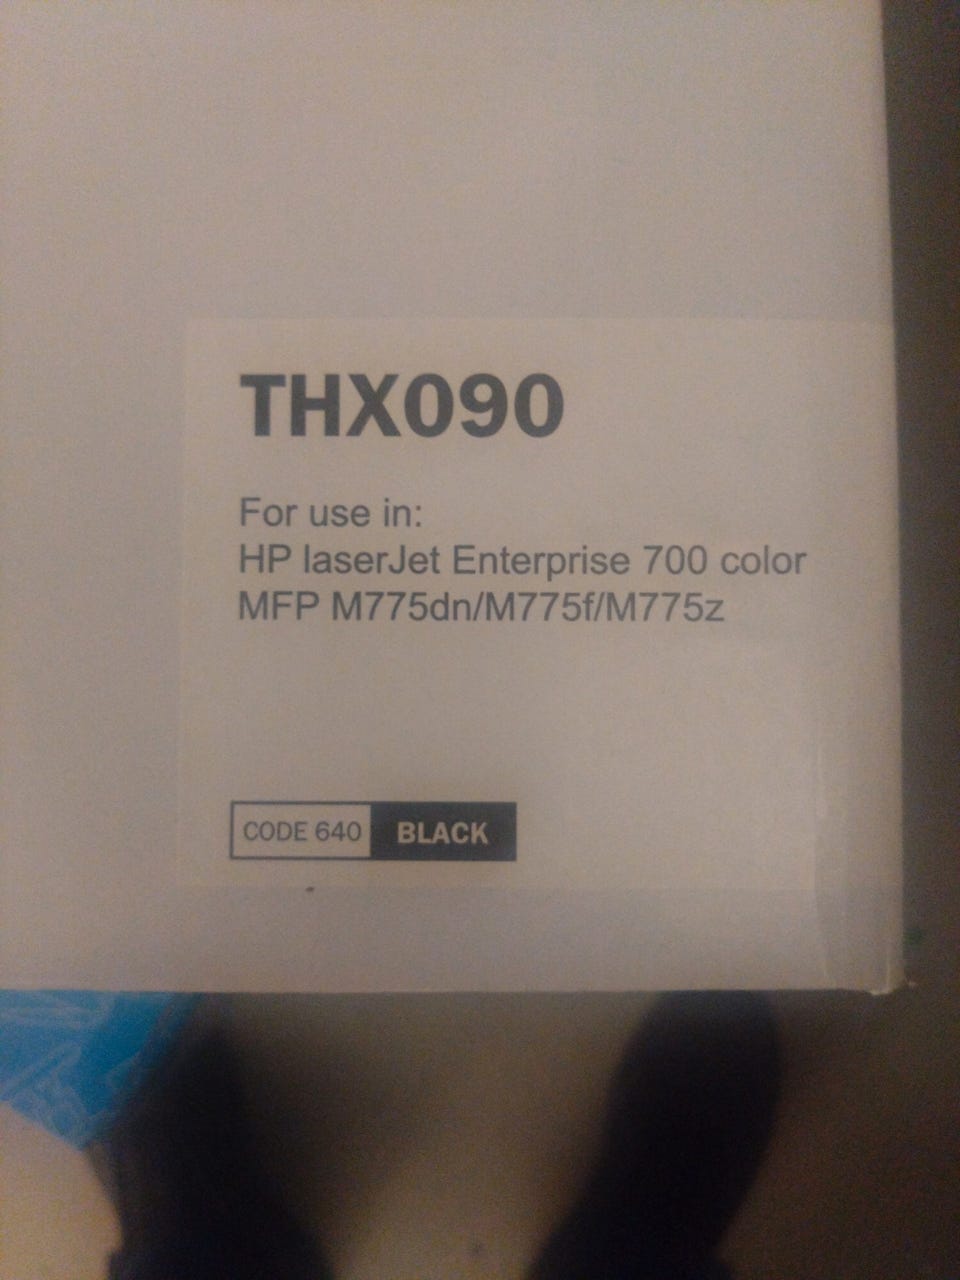 THX090
For use in:
HP laserJet Enterprise 700 color
MFP M775dn/M775f/M775z
CODE 640 BLACK